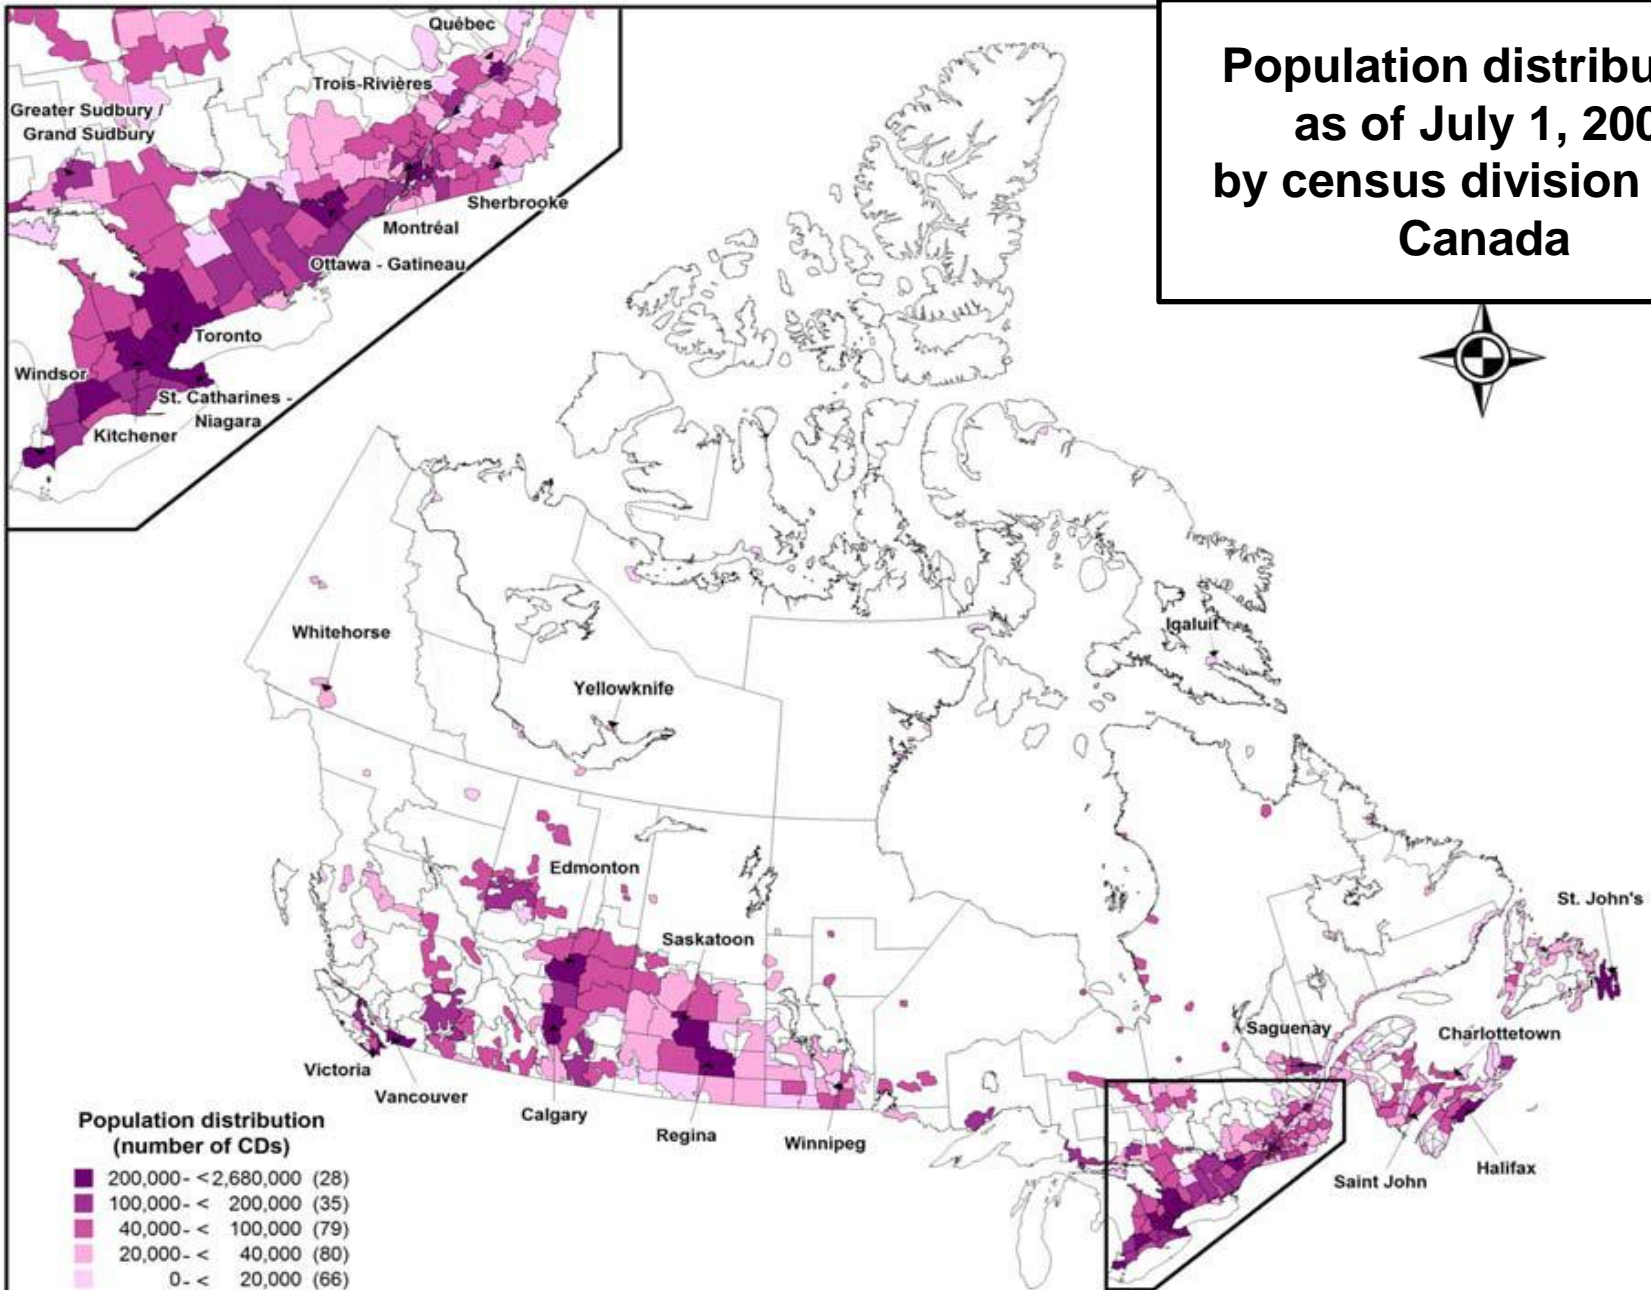 Population distribu
as of July 1, 200
by census division
Canada
Québec
Trois-Rivières
Greater Sudbury /
Grand Sudbury
Sherbrooke
Montréal
Ottawa - Gatineau
Toronto
Windsor
St. Catharines -
Niagara
Kitchener
Whitehorse
Yellowknife
Iqaluit
Edmonton
Saskatoon
St. John's
Saguenay
Charlottetown
Victoria
Vancouver
Calgary
Regina
Winnipeg
Saint John
Halifax
Population distribution
(number of CDs)
200,000- < 2,680,000 (28)
100,000- < 200,000 (35)
40,000- < 100,000 (79)
20,000- < 40,000 (80)
0- < 20,000 (66)